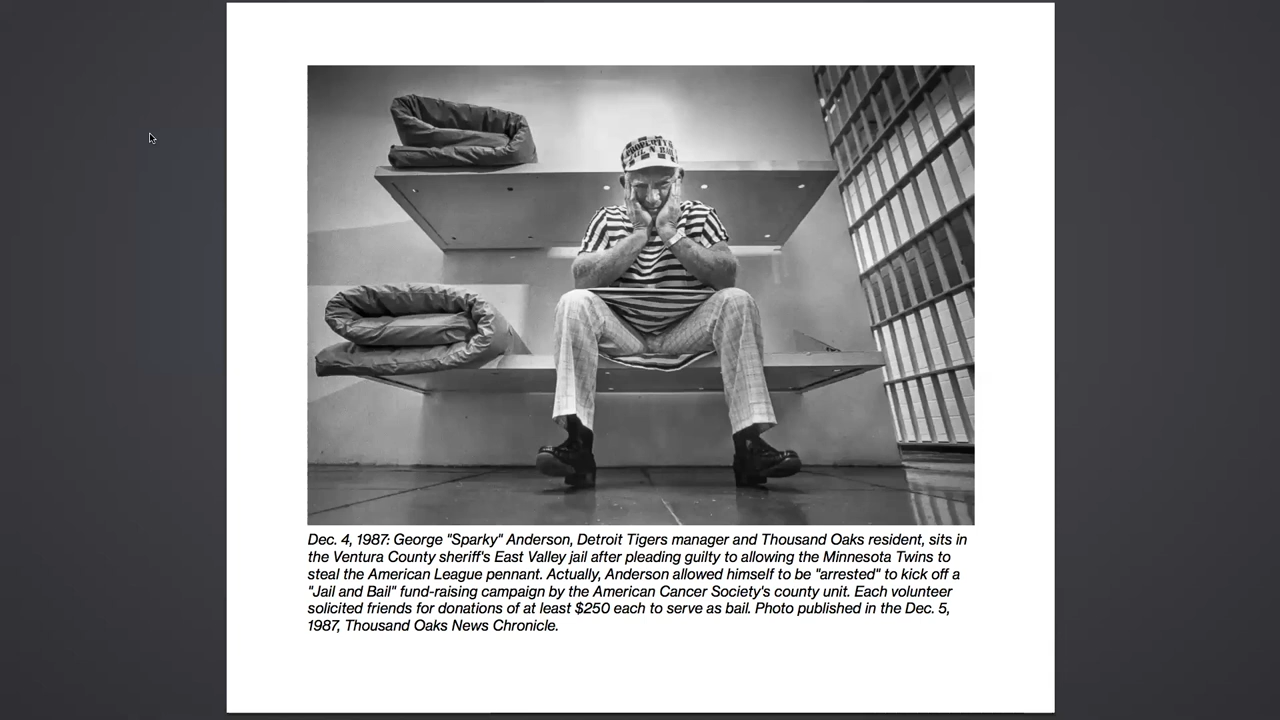 PROPERTY
Dec. 4, 1987: George "Sparky" Anderson, Detroit Tigers manager and Thousand Oaks resident, sits in
the Ventura County sheriff's East Valley jail after pleading guilty to allowing the Minnesota Twins to
steal the American League pennant. Actually, Anderson allowed himself to be "arrested" to kick off a
"Jail and Bail" fund-raising campaign by the American Cancer Society's county unit. Each volunteer
solicited friends for donations of at least $250 each to serve as bail. Photo published in the Dec. 5,
1987, Thousand Oaks News Chronicle.